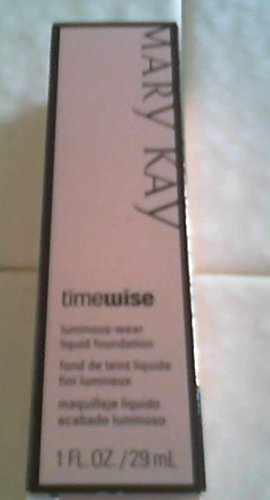 MARY KAY
timewise
luminous-wear
liquid foundation
fond de teint liquide
fini lumineux
maquillaje líquido
acabado luminoso
1 FL. OZ. / 29 mL